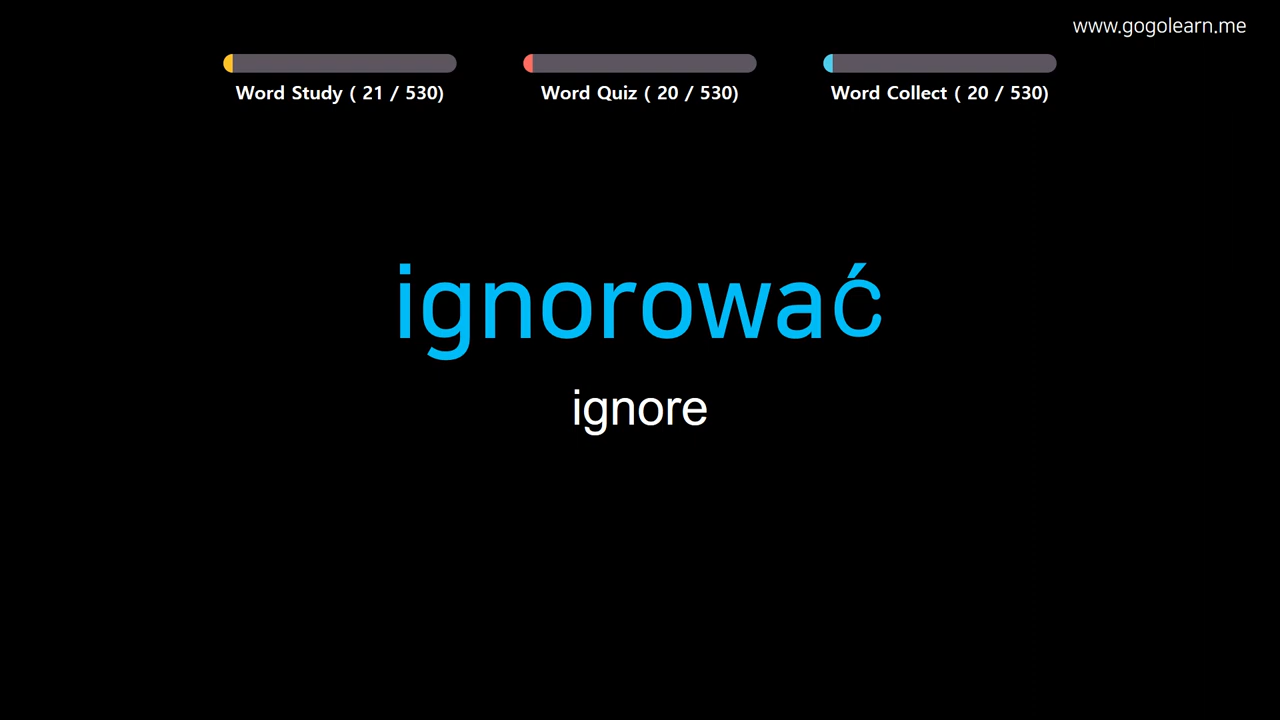 www.gogolearn.me
Word Study ( 21 / 530)
Word Quiz ( 20 / 530)
Word Collect ( 20 / 530)
ignorować
ignore